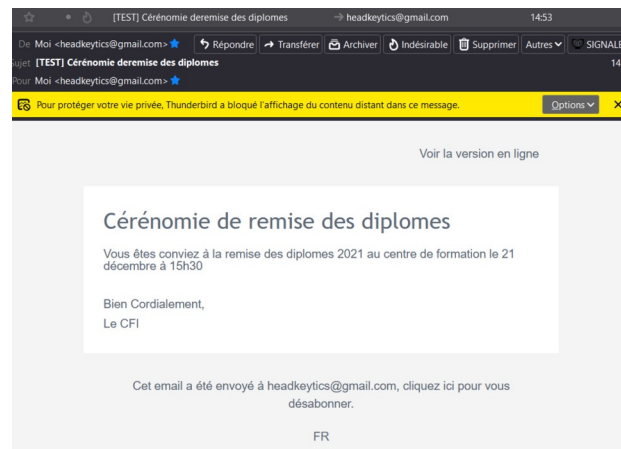 [TEST] Cérénomie deremise des diplomes → headkeytics@gmail.com 14:53
De Moi <headkeytics@gmail.com> Répondre Transférer Archiver Indésirable Supprimer Autres SIGNALE
Sujet [TEST] Cérénomie deremise des diplomes 14
Pour Moi <headkeytics@gmail.com>
Pour protéger votre vie privée, Thunderbird a bloqué l'affichage du contenu distant dans ce message. Options X
Voir la version en ligne
Cérénomie de remise des diplomes
Vous êtes conviez à la remise des diplomes 2021 au centre de formation le 21
décembre à 15h30
Bien Cordialement,
Le CFI
Cet email a été envoyé à headkeytics@gmail.com, cliquez ici pour vous
désabonner.
FR